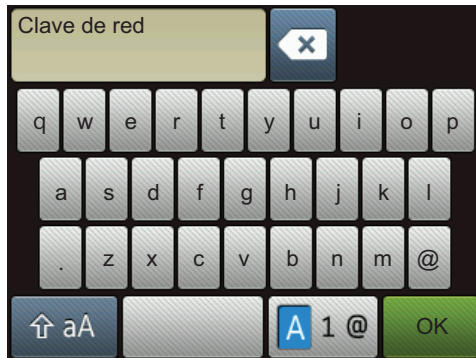 Clave de red
q w e r t y u i o p
a s d f g h j k l
. z x c v b n m @
aA A 1 @ OK